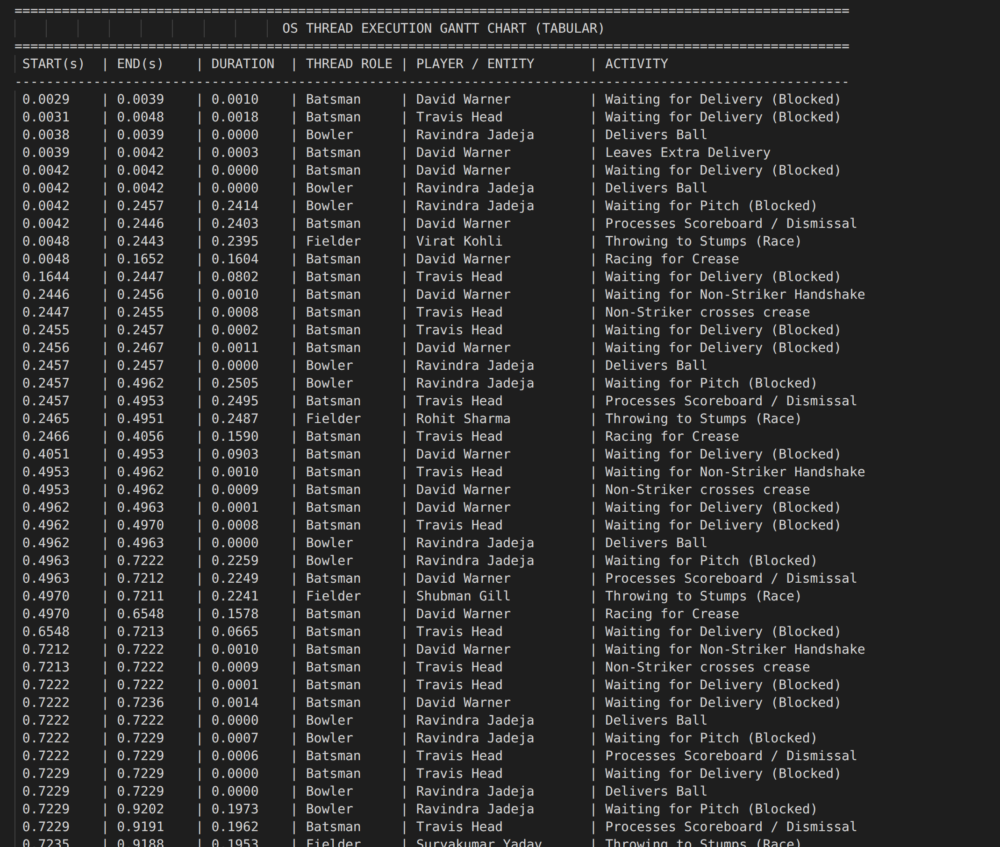 ==========================================================================================================
OS THREAD EXECUTION GANTT CHART (TABULAR)
==========================================================================================================
START(s)  | END(s)    | DURATION  | THREAD ROLE | PLAYER / ENTITY       | ACTIVITY
----------------------------------------------------------------------------------------------------------
0.0029    | 0.0039    | 0.0010    | Batsman     | David Warner          | Waiting for Delivery (Blocked)
0.0031    | 0.0048    | 0.0018    | Batsman     | Travis Head           | Waiting for Delivery (Blocked)
0.0038    | 0.0039    | 0.0000    | Bowler      | Ravindra Jadeja       | Delivers Ball
0.0039    | 0.0042    | 0.0003    | Batsman     | David Warner          | Leaves Extra Delivery
0.0042    | 0.0042    | 0.0000    | Batsman     | David Warner          | Waiting for Delivery (Blocked)
0.0042    | 0.0042    | 0.0000    | Bowler      | Ravindra Jadeja       | Delivers Ball
0.0042    | 0.2457    | 0.2414    | Bowler      | Ravindra Jadeja       | Waiting for Pitch (Blocked)
0.0042    | 0.2446    | 0.2403    | Batsman     | David Warner          | Processes Scoreboard / Dismissal
0.0048    | 0.2443    | 0.2395    | Fielder     | Virat Kohli           | Throwing to Stumps (Race)
0.0048    | 0.1652    | 0.1604    | Batsman     | David Warner          | Racing for Crease
0.1644    | 0.2447    | 0.0802    | Batsman     | Travis Head           | Waiting for Delivery (Blocked)
0.2446    | 0.2456    | 0.0010    | Batsman     | David Warner          | Waiting for Non-Striker Handshake
0.2447    | 0.2455    | 0.0008    | Batsman     | Travis Head           | Non-Striker crosses crease
0.2455    | 0.2457    | 0.0002    | Batsman     | Travis Head           | Waiting for Delivery (Blocked)
0.2456    | 0.2467    | 0.0011    | Batsman     | David Warner          | Waiting for Delivery (Blocked)
0.2457    | 0.2457    | 0.0000    | Bowler      | Ravindra Jadeja       | Delivers Ball
0.2457    | 0.4962    | 0.2505    | Bowler      | Ravindra Jadeja       | Waiting for Pitch (Blocked)
0.2457    | 0.4953    | 0.2495    | Batsman     | Travis Head           | Processes Scoreboard / Dismissal
0.2465    | 0.4951    | 0.2487    | Fielder     | Rohit Sharma          | Throwing to Stumps (Race)
0.2466    | 0.4056    | 0.1590    | Batsman     | Travis Head           | Racing for Crease
0.4051    | 0.4953    | 0.0903    | Batsman     | David Warner          | Waiting for Delivery (Blocked)
0.4953    | 0.4962    | 0.0010    | Batsman     | Travis Head           | Waiting for Non-Striker Handshake
0.4953    | 0.4962    | 0.0009    | Batsman     | David Warner          | Non-Striker crosses crease
0.4962    | 0.4963    | 0.0001    | Batsman     | David Warner          | Waiting for Delivery (Blocked)
0.4962    | 0.4970    | 0.0008    | Batsman     | Travis Head           | Waiting for Delivery (Blocked)
0.4962    | 0.4963    | 0.0000    | Bowler      | Ravindra Jadeja       | Delivers Ball
0.4963    | 0.7222    | 0.2259    | Bowler      | Ravindra Jadeja       | Waiting for Pitch (Blocked)
0.4963    | 0.7212    | 0.2249    | Batsman     | David Warner          | Processes Scoreboard / Dismissal
0.4970    | 0.7211    | 0.2241    | Fielder     | Shubman Gill          | Throwing to Stumps (Race)
0.4970    | 0.6548    | 0.1578    | Batsman     | David Warner          | Racing for Crease
0.6548    | 0.7213    | 0.0665    | Batsman     | Travis Head           | Waiting for Delivery (Blocked)
0.7212    | 0.7222    | 0.0010    | Batsman     | David Warner          | Waiting for Non-Striker Handshake
0.7213    | 0.7222    | 0.0009    | Batsman     | Travis Head           | Non-Striker crosses crease
0.7222    | 0.7222    | 0.0001    | Batsman     | Travis Head           | Waiting for Delivery (Blocked)
0.7222    | 0.7236    | 0.0014    | Batsman     | David Warner          | Waiting for Delivery (Blocked)
0.7222    | 0.7222    | 0.0000    | Bowler      | Ravindra Jadeja       | Delivers Ball
0.7222    | 0.7229    | 0.0007    | Bowler      | Ravindra Jadeja       | Waiting for Pitch (Blocked)
0.7222    | 0.7229    | 0.0006    | Batsman     | Travis Head           | Processes Scoreboard / Dismissal
0.7229    | 0.7229    | 0.0000    | Batsman     | Travis Head           | Waiting for Delivery (Blocked)
0.7229    | 0.7229    | 0.0000    | Bowler      | Ravindra Jadeja       | Delivers Ball
0.7229    | 0.9202    | 0.1973    | Bowler      | Ravindra Jadeja       | Waiting for Pitch (Blocked)
0.7229    | 0.9191    | 0.1962    | Batsman     | Travis Head           | Processes Scoreboard / Dismissal
0.7235    | 0.9188    | 0.1953    | Fielder     | Suryakumar Yadav      | Throwing to Stumps (Race)